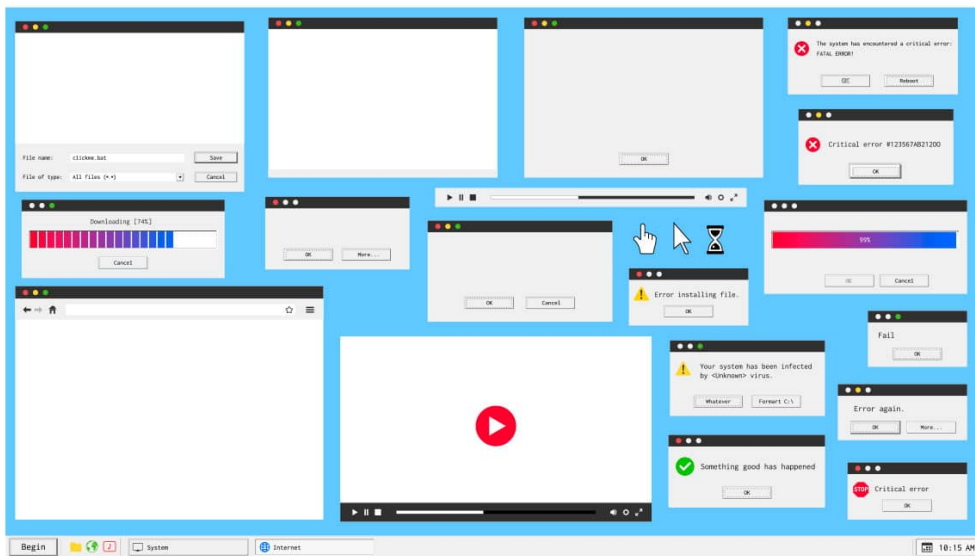 The system has encountered a critical error:
FATAL ERROR!
OK
Reboot
OK
Critical error #123567AB212DD
OK
File name:
clickme.bat
Save
File of type:
All files (*.*)
Cancel
Downloading [74%]
Cancel
OK
More...
OK
Cancel
99%
OK
Cancel
Error installing file.
OK
Fail
OK
Your system has been infected
by <Unknown> virus.
Whatever
Formart C:\
Error again.
OK
More...
Something good has happened
OK
STOP
Critical error
OK
Begin
System
Internet
10:15 AM